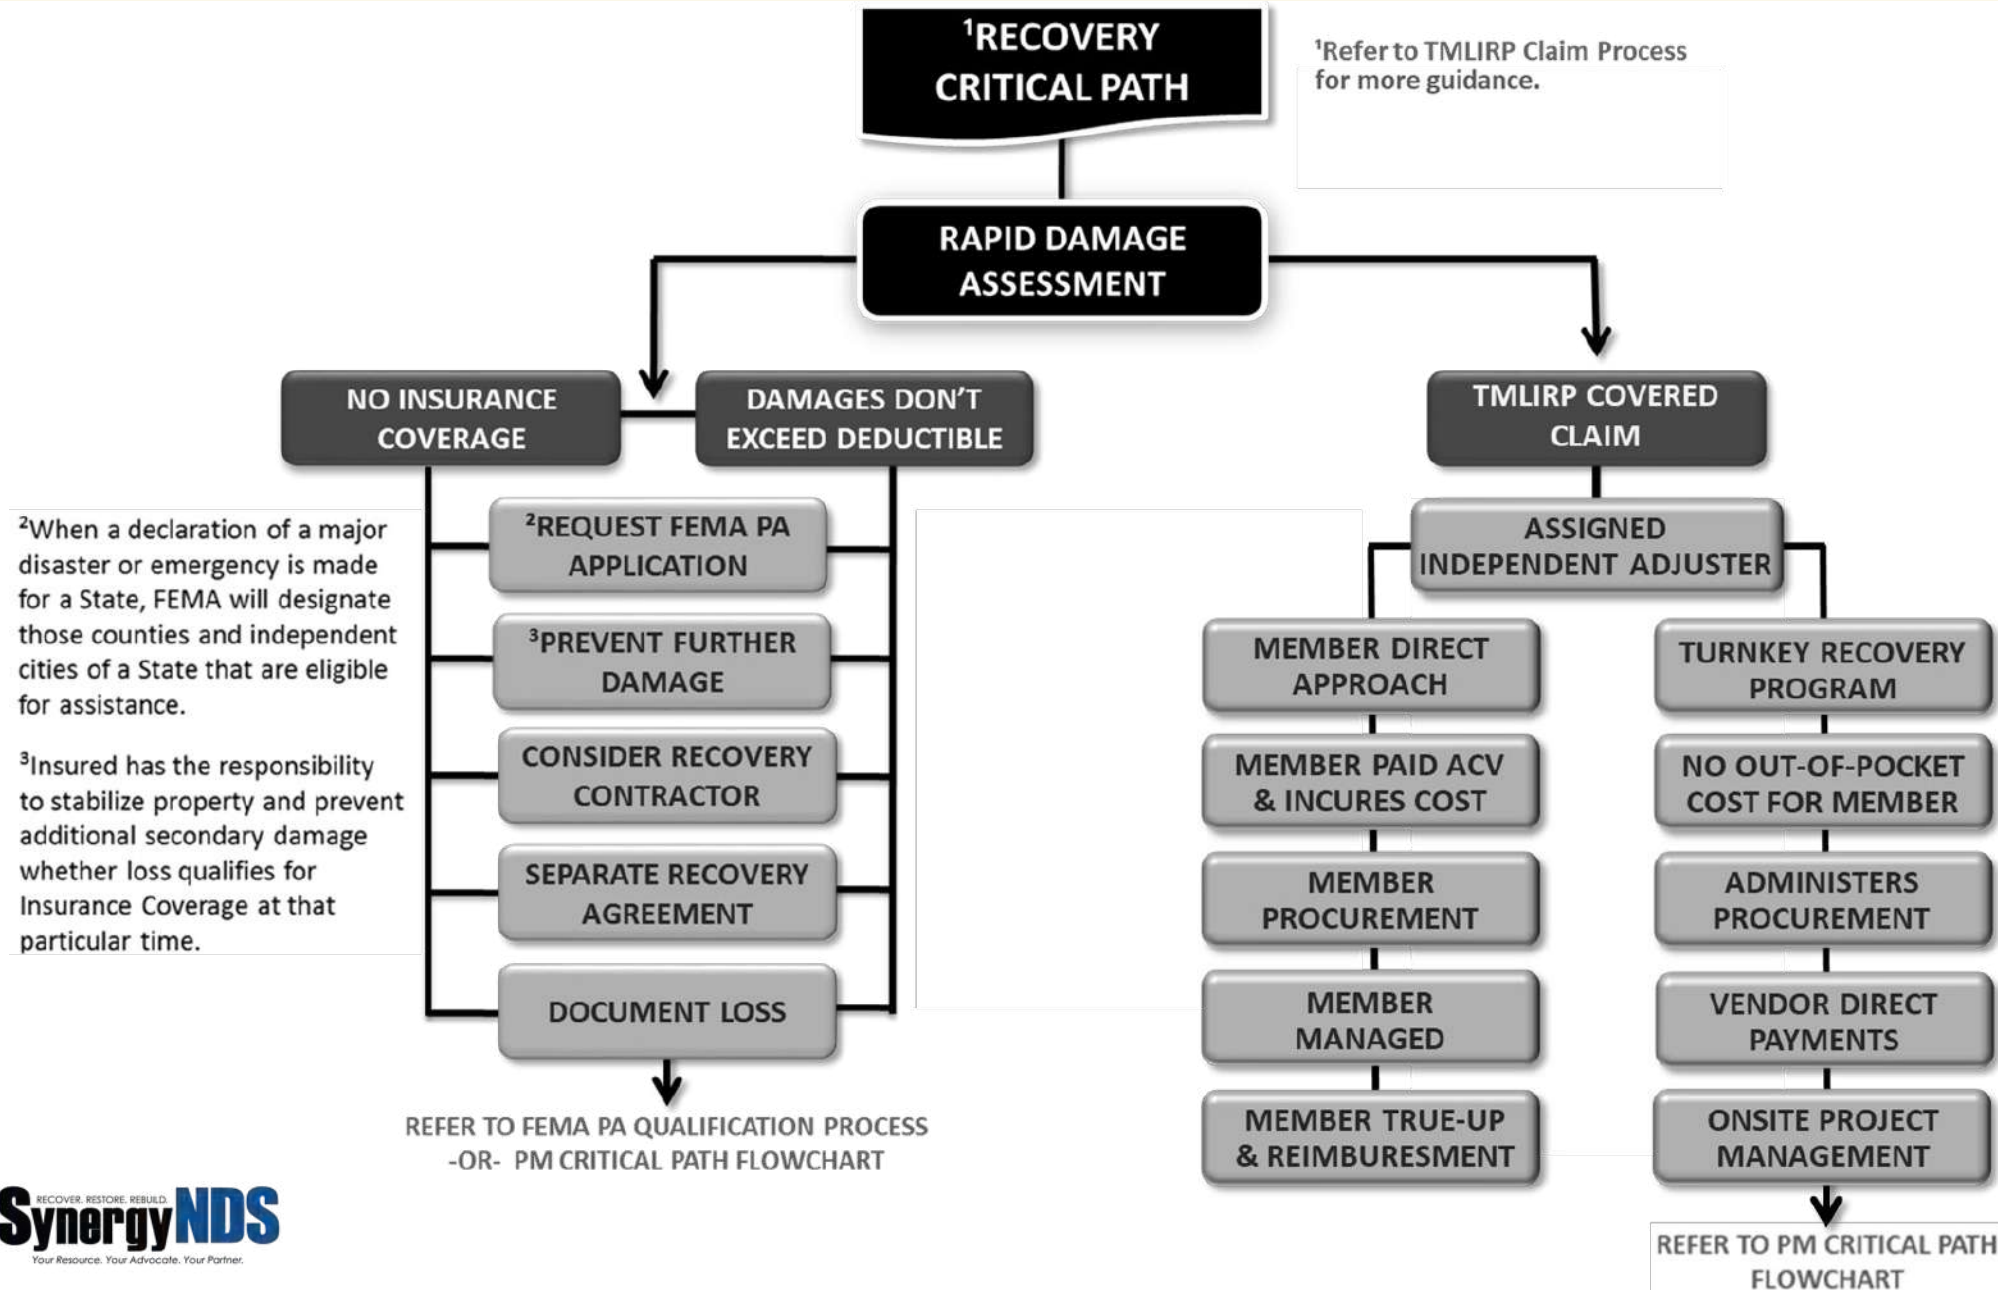 ¹RECOVERY
CRITICAL PATH
¹Refer to TMLIRP Claim Process
for more guidance.
RAPID DAMAGE
ASSESSMENT
NO INSURANCE
COVERAGE
DAMAGES DON'T
EXCEED DEDUCTIBLE
TMLIRP COVERED
CLAIM
²When a declaration of a major
disaster or emergency is made
for a State, FEMA will designate
those counties and independent
cities of a State that are eligible
for assistance.
³Insured has the responsibility
to stabilize property and prevent
additional secondary damage
whether loss qualifies for
Insurance Coverage at that
particular time.
²REQUEST FEMA PA
APPLICATION
³PREVENT FURTHER
DAMAGE
CONSIDER RECOVERY
CONTRACTOR
SEPARATE RECOVERY
AGREEMENT
DOCUMENT LOSS
REFER TO FEMA PA QUALIFICATION PROCESS
-OR- PM CRITICAL PATH FLOWCHART
ASSIGNED
INDEPENDENT ADJUSTER
MEMBER DIRECT
APPROACH
MEMBER PAID ACV
& INCURES COST
MEMBER
PROCUREMENT
MEMBER
MANAGED
MEMBER TRUE-UP
& REIMBURESMENT
TURNKEY RECOVERY
PROGRAM
NO OUT-OF-POCKET
COST FOR MEMBER
ADMINISTERS
PROCUREMENT
VENDOR DIRECT
PAYMENTS
ONSITE PROJECT
MANAGEMENT
REFER TO PM CRITICAL PATH
FLOWCHART
RECOVER. RESTORE. REBUILD.
SynergyNDS
Your Resource. Your Advocate. Your Partner.